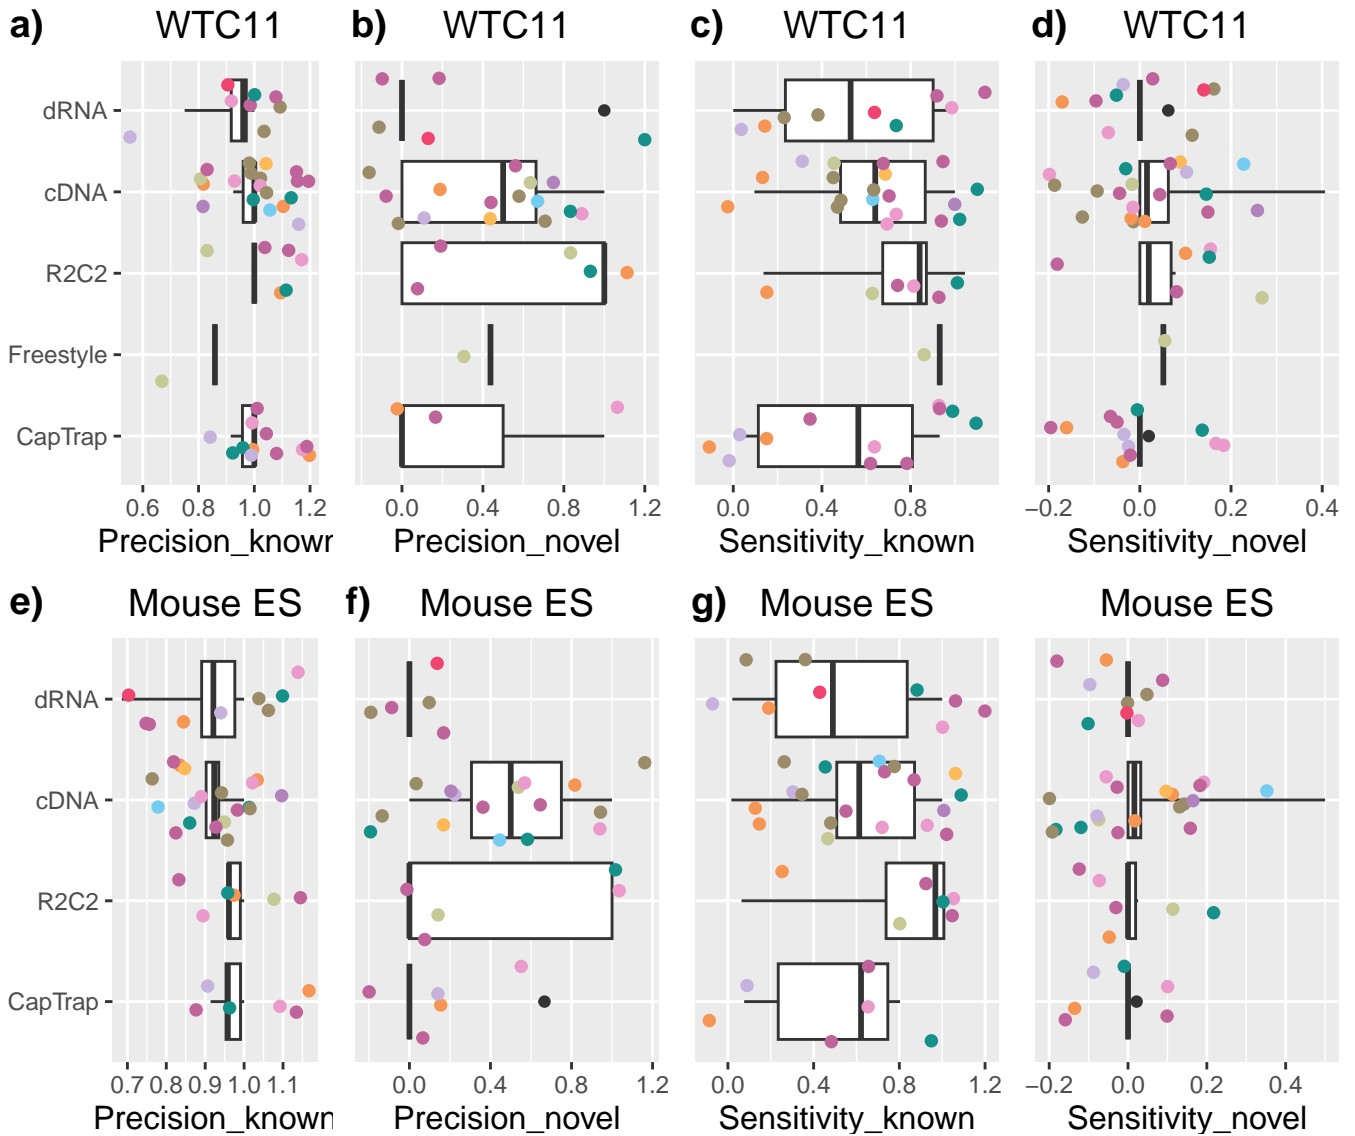 a) WTC11 b) WTC11 c) WTC11 d) WTC11
dRNA
cDNA
R2C2
Freestyle
CapTrap
0.6 0.8 1.0 1.2 0.0 0.4 0.8 1.2 0.0 0.4 0.8 −0.2 0.0 0.2 0.4
Precision_known Precision_novel Sensitivity_known Sensitivity_novel
e) Mouse ES f) Mouse ES g) Mouse ES Mouse ES
dRNA
cDNA
R2C2
CapTrap
0.7 0.8 0.9 1.0 1.1 0.0 0.4 0.8 1.2 0.0 0.4 0.8 1.2 −0.2 0.0 0.2 0.4
Precision_known Precision_novel Sensitivity_known Sensitivity_novel